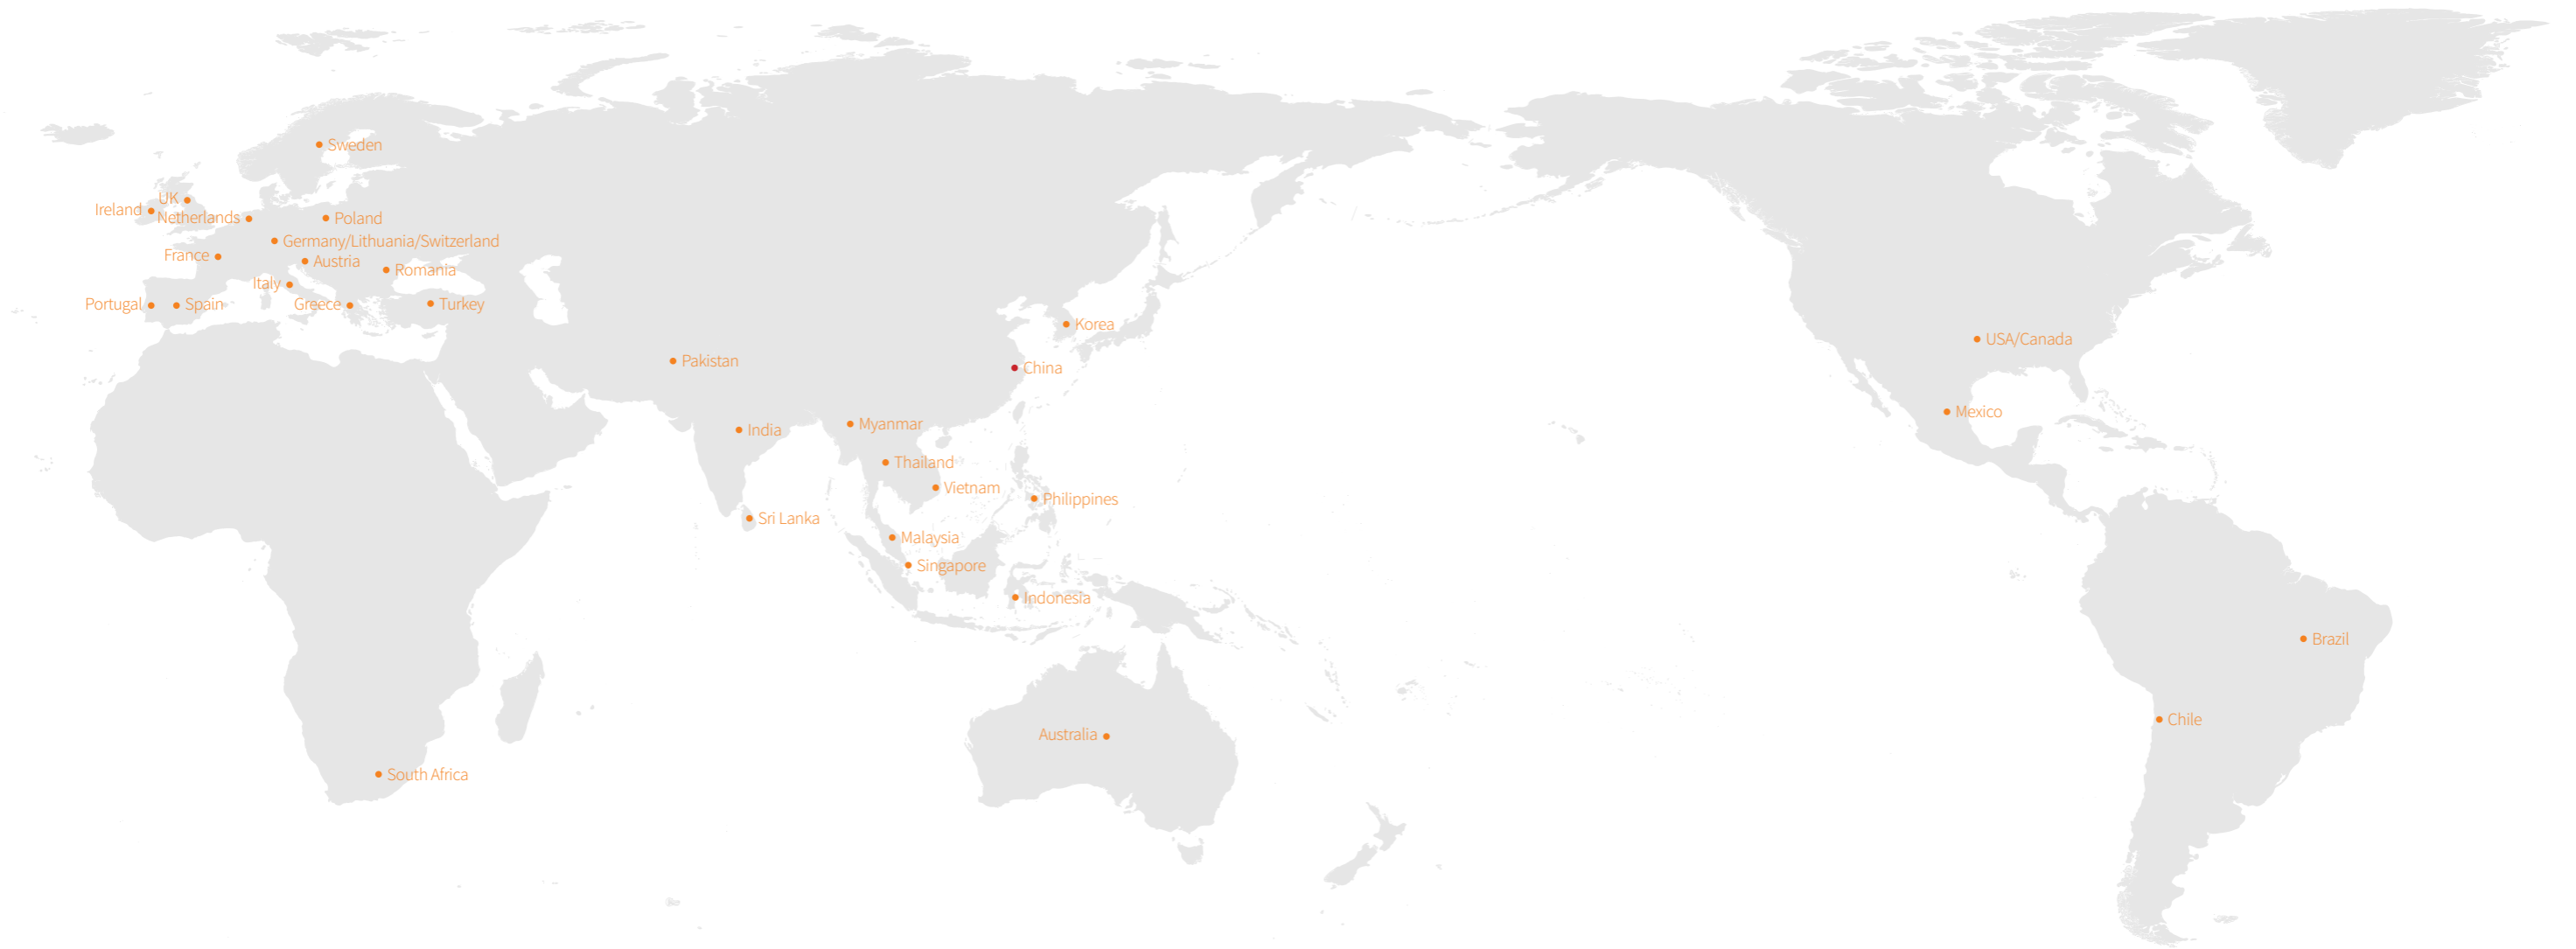 Sweden
UK
Ireland
Netherlands
Poland
Germany/Lithuania/Switzerland
France
Austria
Romania
Italy
Portugal
Spain
Greece
Turkey
Korea
USA/Canada
Pakistan
China
Mexico
Myanmar
India
Thailand
Vietnam
Philippines
Sri Lanka
Malaysia
Singapore
Indonesia
Brazil
Chile
Australia
South Africa